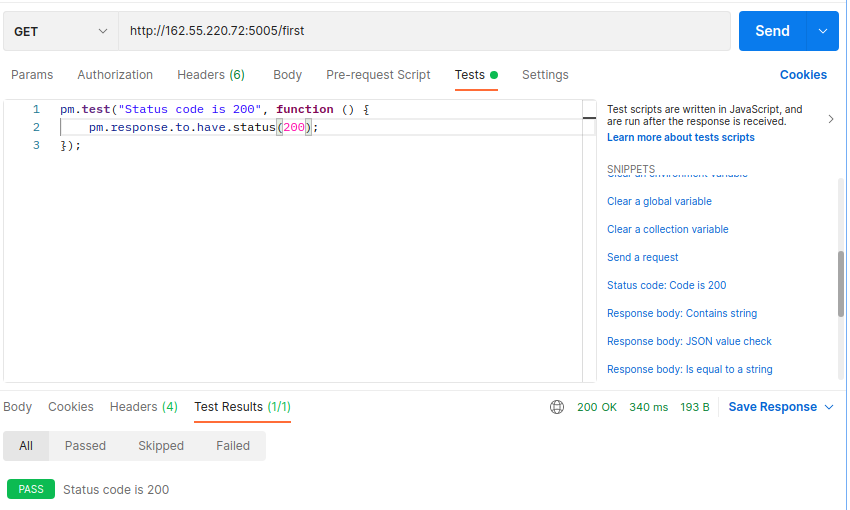 GET
http://162.55.220.72:5005/first
Send
Params
Authorization
Headers (6)
Body
Pre-request Script
Tests
Settings
Cookies
1 pm.test("Status code is 200", function () {
2 pm.response.to.have.status(200);
3 });
Test scripts are written in JavaScript, and
are run after the response is received.
Learn more about tests scripts
SNIPPETS
Clear an environment variable
Clear a global variable
Clear a collection variable
Send a request
Status code: Code is 200
Response body: Contains string
Response body: JSON value check
Response body: Is equal to a string
Body
Cookies
Headers (4)
Test Results (1/1)
200 OK
340 ms
193 B
Save Response
All
Passed
Skipped
Failed
PASS
Status code is 200